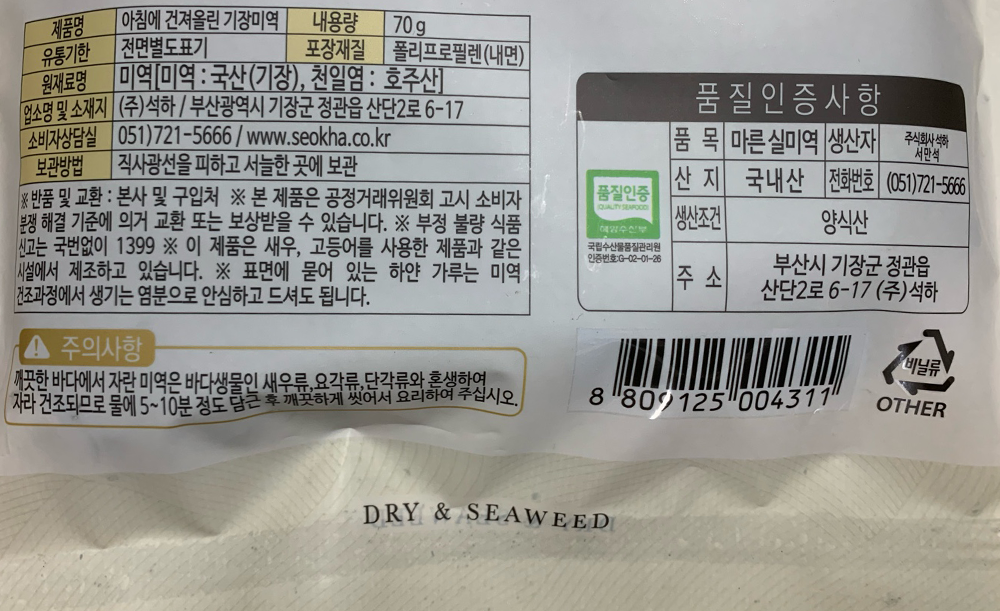 제품명 아침에 건져올린 기장미역 내용량 70g
유통기한 전면별도표기 포장재질 폴리프로필렌(내면)
원재료명 미역[미역 : 국산(기장), 천일염 : 호주산]
업소명 및 소재지 (주)석하 / 부산광역시 기장군 정관읍 산단2로 6-17
소비자상담실 051)721-5666 / www.seokha.co.kr
보관방법 직사광선을 피하고 서늘한 곳에 보관
※ 반품 및 교환 : 본사 및 구입처 ※ 본 제품은 공정거래위원회 고시 소비자
분쟁 해결 기준에 의거 교환 또는 보상받을 수 있습니다. ※ 부정 불량 식품
신고는 국번없이 1399 ※ 이 제품은 새우, 고등어를 사용한 제품과 같은
시설에서 제조하고 있습니다. ※ 표면에 묻어 있는 하얀 가루는 미역
건조과정에서 생기는 염분으로 안심하고 드셔도 됩니다.
주의사항
깨끗한 바다에서 자란 미역은 바다생물인 새우류,요각류,단각류와 혼생하여
자라 건조되므로 물에 5~10분 정도 담근 후 깨끗하게 씻어서 요리하여 주십시오.
품질인증사항
품질인증
QUALITY SEAFOOD
해양수산부
국립수산물품질관리원
인증번호:G-02-01-26
품 목 마른실미역 생산자 주식회사 석하
서만석
산 지 국내산 전화번호 (051)721-5666
생산조건 양식산
주 소 부산시 기장군 정관읍
산단2로 6-17 (주)석하
8 809125 004311
비닐류
OTHER
DRY & SEAWEED